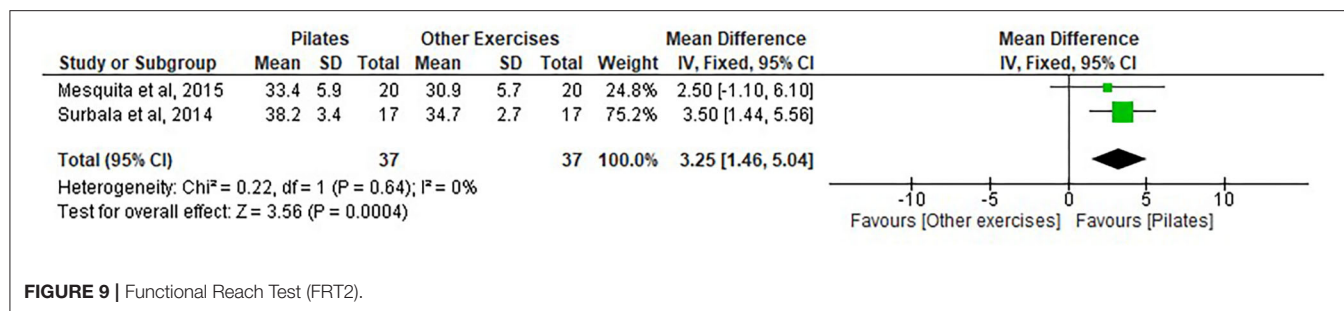 Pilates Other Exercises Mean Difference Mean Difference
Study or Subgroup Mean SD Total Mean SD Total Weight IV, Fixed, 95% CI IV, Fixed, 95% CI
Mesquita et al, 2015 33.4 5.9 20 30.9 5.7 20 24.8% 2.50 [-1.10, 6.10]
Surbala et al, 2014 38.2 3.4 17 34.7 2.7 17 75.2% 3.50 [1.44, 5.56]
Total (95% CI) 37 37 100.0% 3.25 [1.46, 5.04]
Heterogeneity: Chi² = 0.22, df = 1 (P = 0.64); I² = 0%
Test for overall effect: Z = 3.56 (P = 0.0004)
-10 -5 0 5 10
Favours [Other exercises] Favours [Pilates]
FIGURE 9 | Functional Reach Test (FRT2).